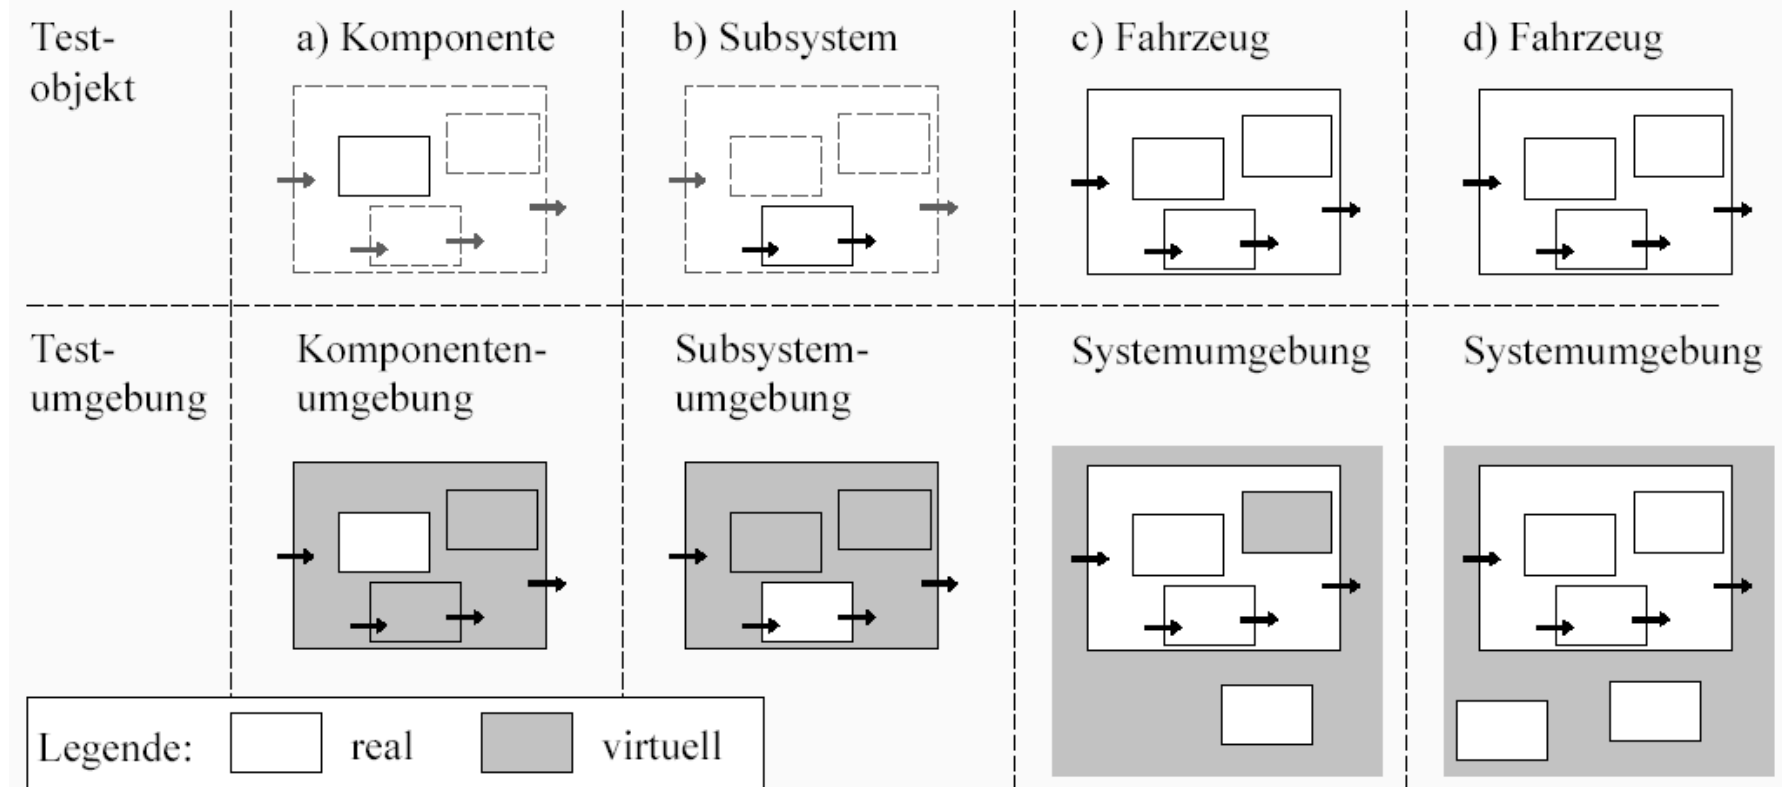 Test-
objekt
a) Komponente
b) Subsystem
c) Fahrzeug
d) Fahrzeug
Test-
umgebung
Komponenten-
umgebung
Subsystem-
umgebung
Systemumgebung
Systemumgebung
Legende:
real
virtuell